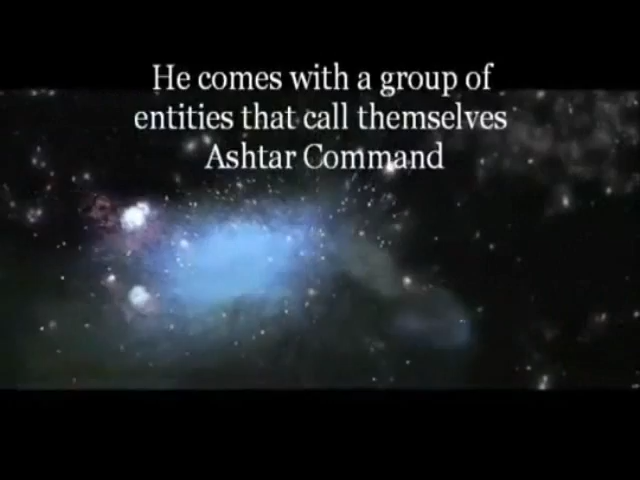 He comes with a group of
entities that call themselves
Ashtar Command